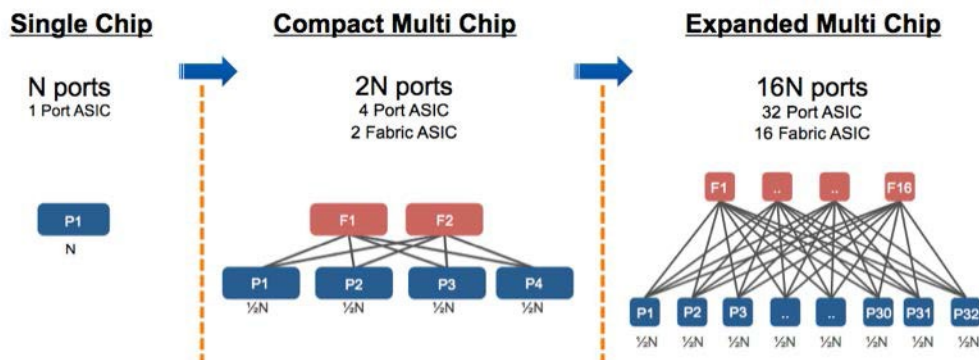 Single Chip
N ports
1 Port ASIC
P1
N
Compact Multi Chip
2N ports
4 Port ASIC
2 Fabric ASIC
F1 F2
P1 P2 P3 P4
½N ½N ½N ½N
Expanded Multi Chip
16N ports
32 Port ASIC
16 Fabric ASIC
F1 .. .. F16
P1 P2 P3 .. .. P30 P31 P32
½N ½N ½N ½N ½N ½N ½N ½N